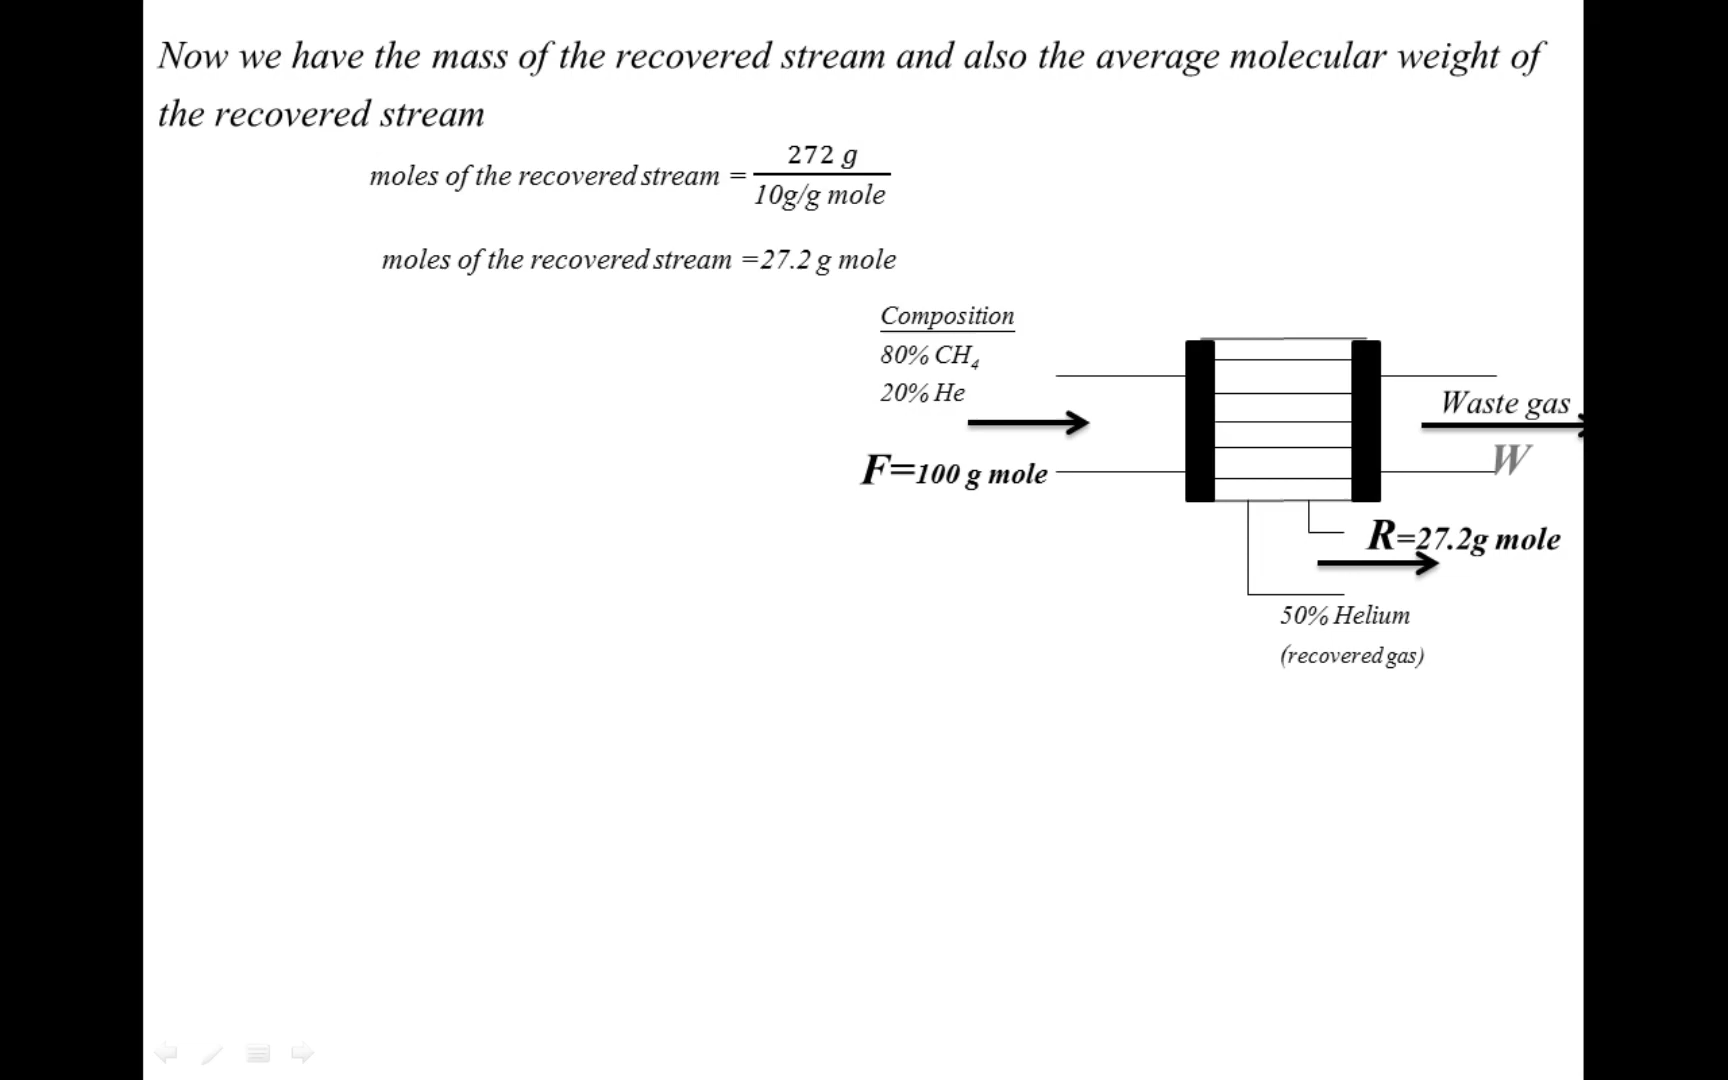 Now we have the mass of the recovered stream and also the average molecular weight of
the recovered stream
moles of the recovered stream = 272 g / 10g/g mole
moles of the recovered stream =27.2 g mole
Composition
80% CH₄
20% He
F=100 g mole
Waste gas
W
R=27.2g mole
50% Helium
(recovered gas)